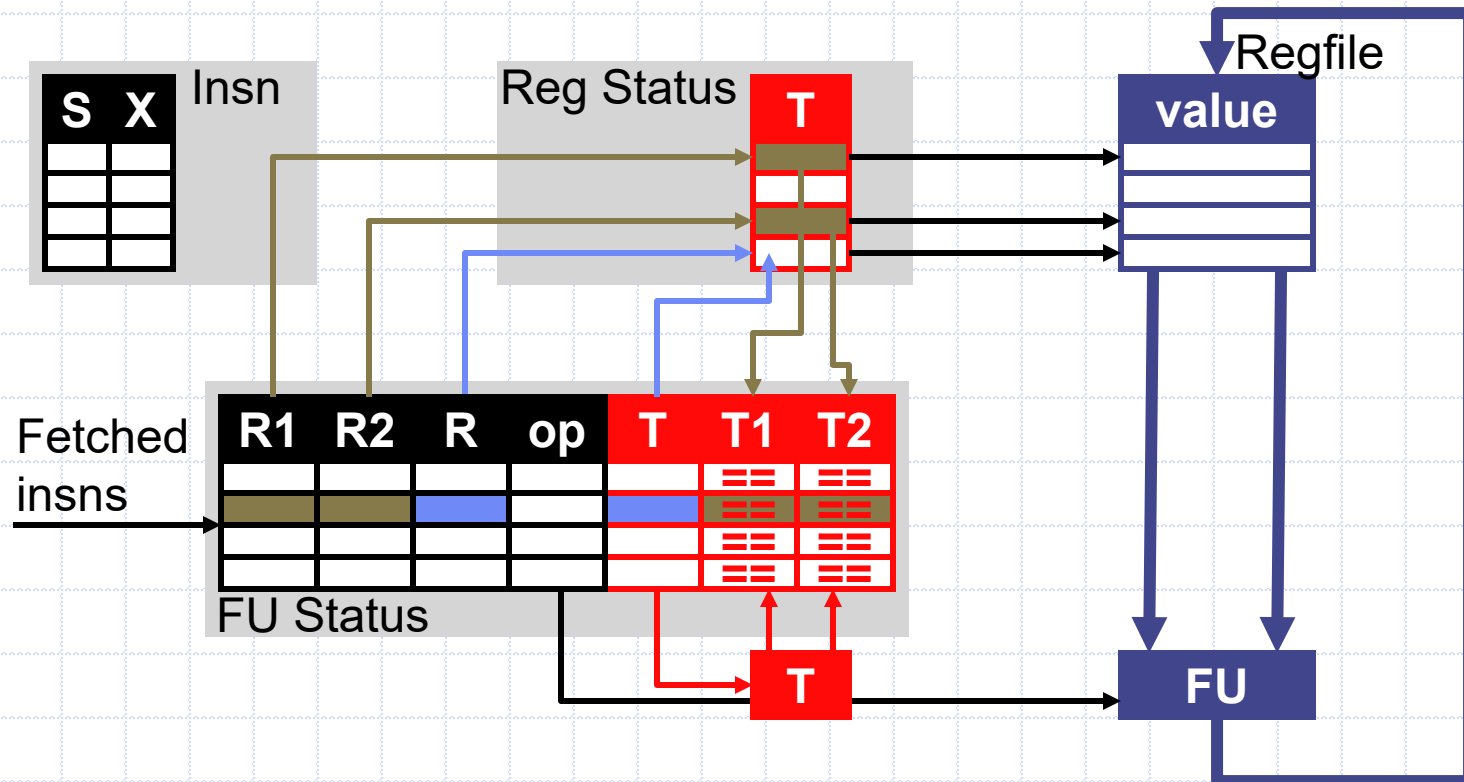 Insn
S X
Reg Status
T
Regfile
value
Fetched
insns
R1 R2 R op T T1 T2
== ==
== ==
== ==
== ==
FU Status
T
FU